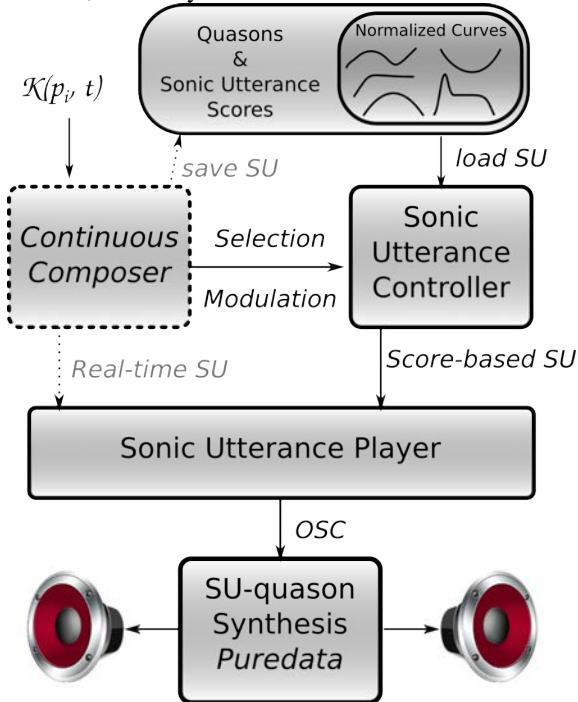 Quasons
&
Sonic Utterance
Scores
Normalized Curves
𝒦(pᵢ, t)
save SU
load SU
Continuous
Composer
Selection
Modulation
Sonic
Utterance
Controller
Real-time SU
Score-based SU
Sonic Utterance Player
OSC
SU-quason
Synthesis
Puredata